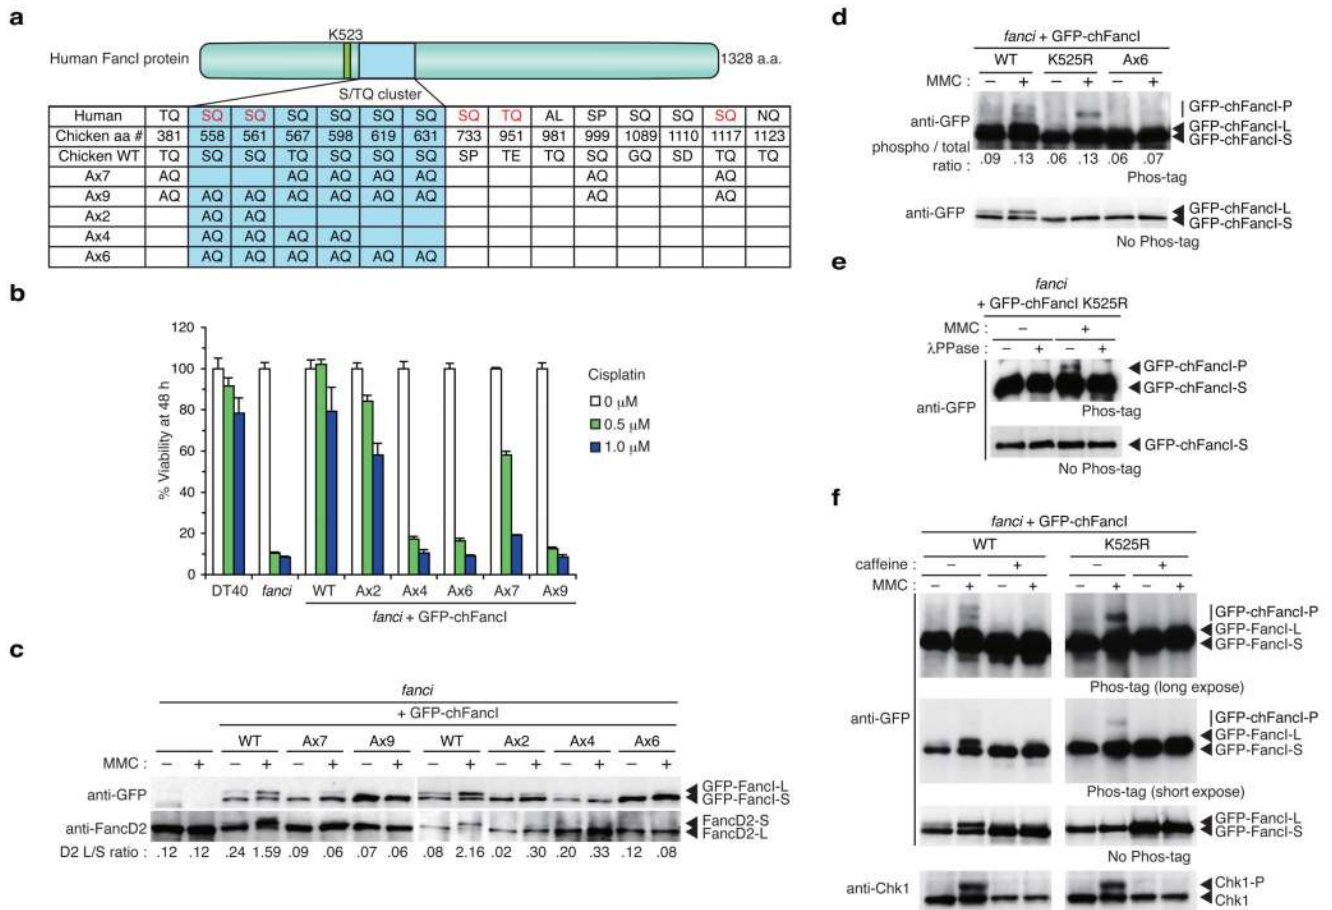 a
K523
Human FancI protein
1328 a.a.
S/TQ cluster
Human TQ SQ SQ SQ SQ SQ SQ SQ TQ AL SP SQ SQ SQ NQ
Chicken aa # 381 558 561 567 598 619 631 733 951 981 999 1089 1110 1117 1123
Chicken WT TQ SQ SQ TQ SQ SQ SQ SP TE TQ SQ GQ SD TQ TQ
Ax7 AQ AQ AQ AQ AQ AQ AQ
Ax9 AQ AQ AQ AQ AQ AQ AQ AQ AQ
Ax2 AQ AQ
Ax4 AQ AQ AQ AQ
Ax6 AQ AQ AQ AQ AQ AQ
b
% Viability at 48 h
120
100
80
60
40
20
0
Cisplatin
0 μM
0.5 μM
1.0 μM
DT40 fanci WT Ax2 Ax4 Ax6 Ax7 Ax9
fanci + GFP-chFancI
c
fanci
+ GFP-chFancI
WT Ax7 Ax9 WT Ax2 Ax4 Ax6
MMC : – + – + – + – + – + – + – + – +
anti-GFP
GFP-FancI-L
GFP-FancI-S
anti-FancD2
FancD2-S
FancD2-L
D2 L/S ratio : .12 .12 .24 1.59 .09 .06 .07 .06 .08 2.16 .02 .30 .20 .33 .12 .08
d
fanci + GFP-chFancI
WT K525R Ax6
MMC : – + – + – +
anti-GFP
GFP-chFancI-P
GFP-chFancI-L
GFP-chFancI-S
phospho / total
ratio : .09 .13 .06 .13 .06 .07
Phos-tag
anti-GFP
GFP-chFancI-L
GFP-chFancI-S
No Phos-tag
e
fanci
+ GFP-chFancI K525R
MMC : – +
λPPase : – + – +
GFP-chFancI-P
GFP-chFancI-S
anti-GFP
Phos-tag
GFP-chFancI-S
No Phos-tag
f
fanci + GFP-chFancI
WT K525R
caffeine : – + – +
MMC : – + – + – + – +
GFP-chFancI-P
GFP-FancI-L
GFP-FancI-S
Phos-tag (long expose)
anti-GFP
GFP-chFancI-P
GFP-FancI-L
GFP-FancI-S
Phos-tag (short expose)
GFP-FancI-L
GFP-FancI-S
No Phos-tag
anti-Chk1
Chk1-P
Chk1